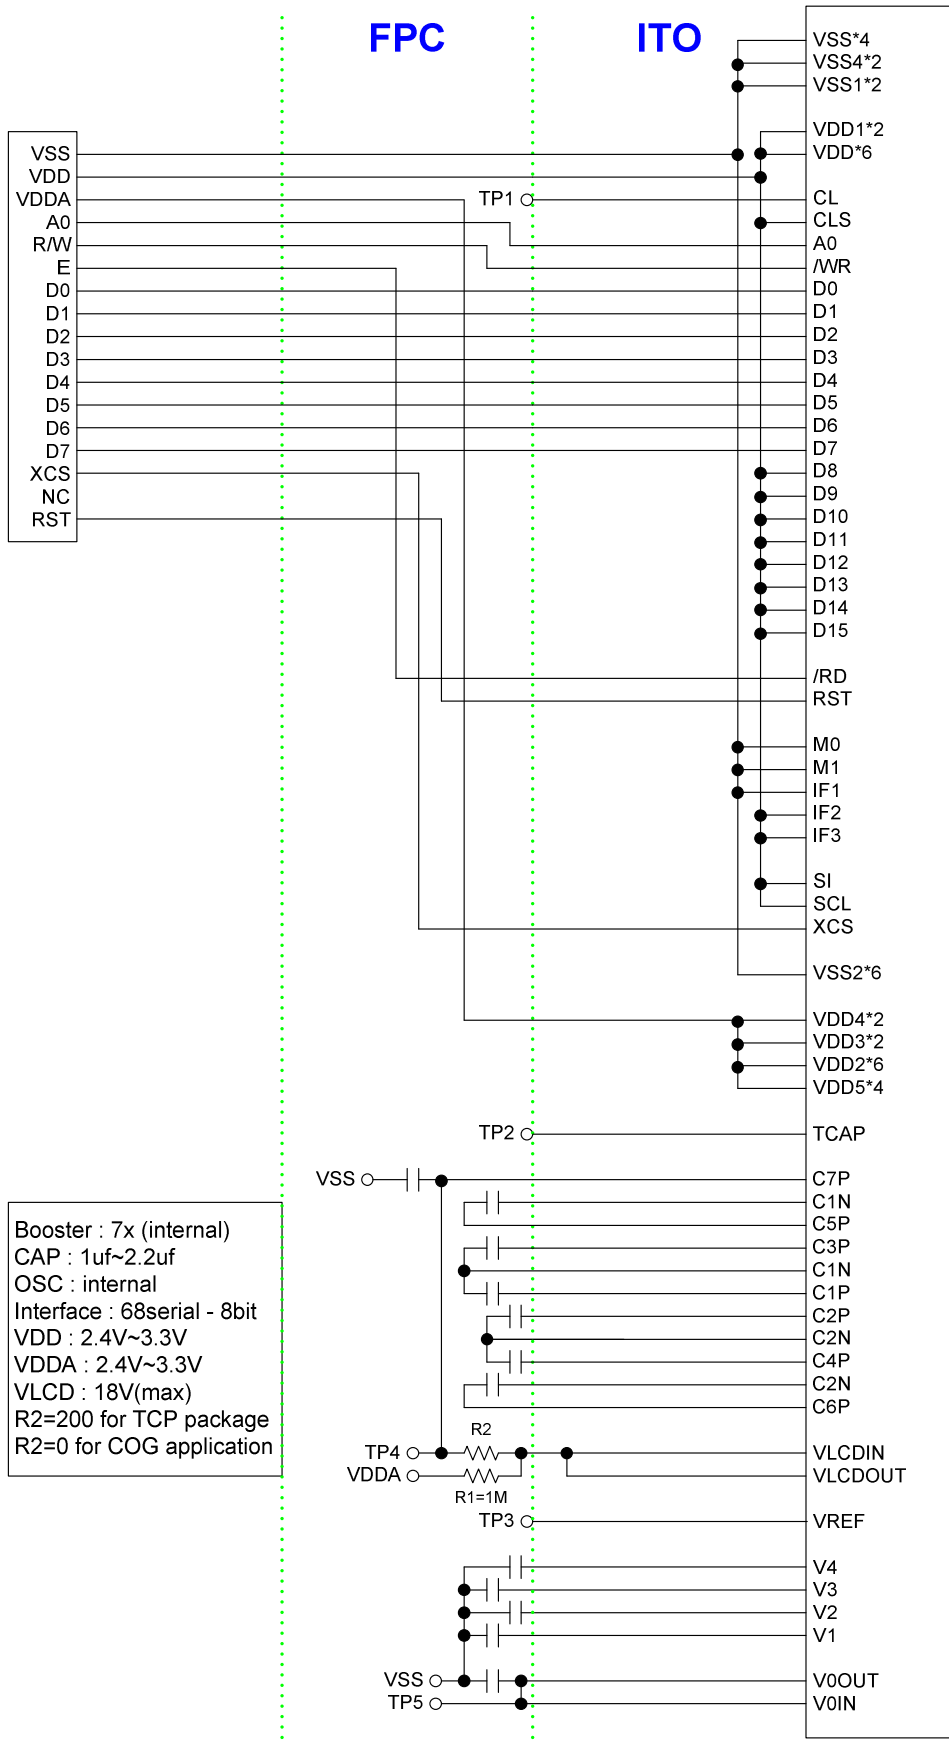 FPC
ITO
VSS
VDD
VDDA
A0
R/W
E
D0
D1
D2
D3
D4
D5
D6
D7
XCS
NC
RST
VSS*4
VSS4*2
VSS1*2
VDD1*2
VDD*6
TP1
CL
CLS
A0
/WR
D0
D1
D2
D3
D4
D5
D6
D7
D8
D9
D10
D11
D12
D13
D14
D15
/RD
RST
M0
M1
IF1
IF2
IF3
SI
SCL
XCS
VSS2*6
VDD4*2
VDD3*2
VDD2*6
VDD5*4
TP2
TCAP
VSS
C7P
C1N
C5P
C3P
C1N
C1P
C2P
C2N
C4P
C2N
C6P
Booster : 7x (internal)
CAP : 1uf~2.2uf
OSC : internal
Interface : 68serial - 8bit
VDD : 2.4V~3.3V
VDDA : 2.4V~3.3V
VLCD : 18V(max)
R2=200 for TCP package
R2=0 for COG application
R2
TP4
VLCDIN
VDDA
VLCDOUT
R1=1M
TP3
VREF
V4
V3
V2
V1
VSS
V0OUT
TP5
V0IN